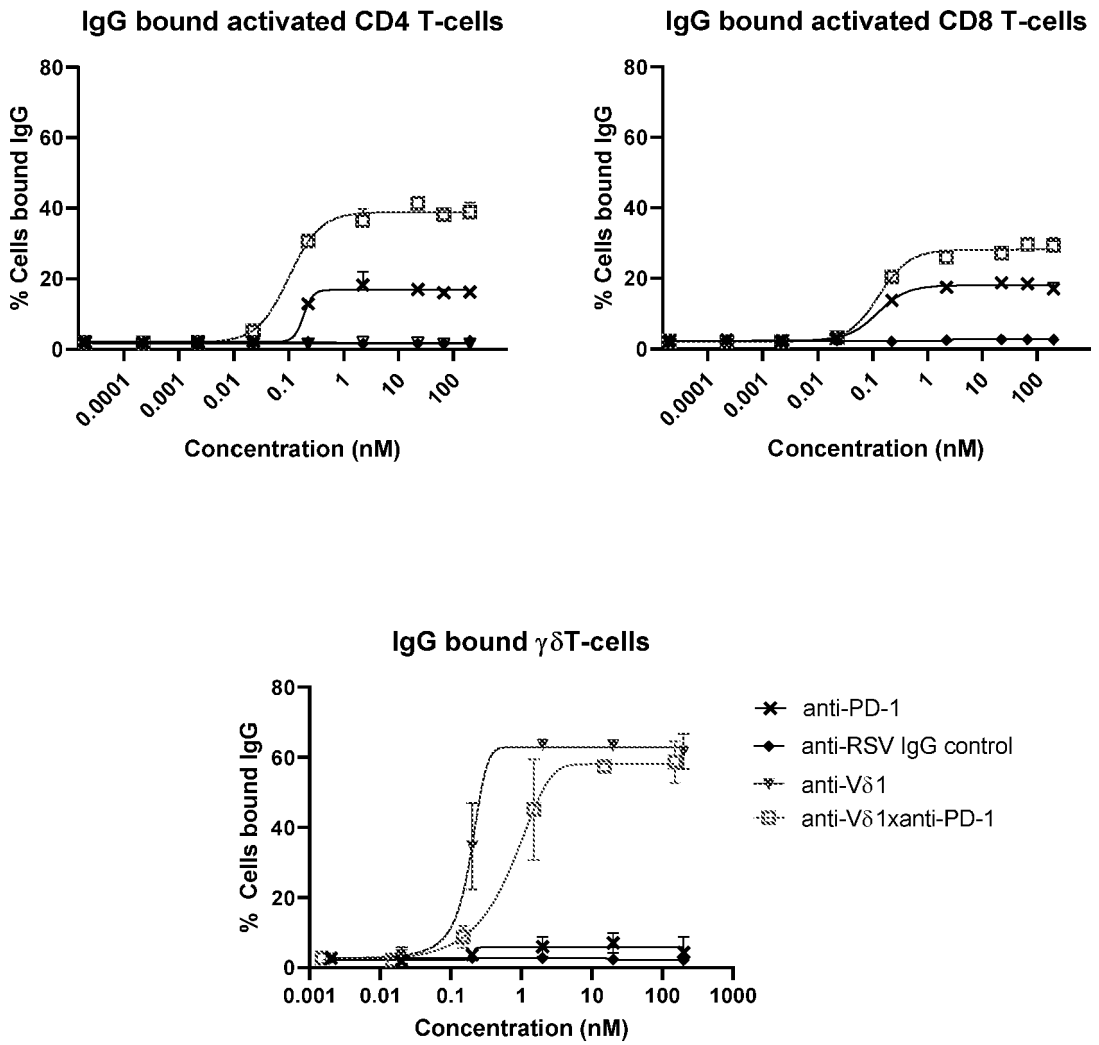 IgG bound activated CD4 T-cells
% Cells bound IgG
80
60
40
20
0
0.0001
0.001
0.01
0.1
1
10
100
Concentration (nM)
IgG bound activated CD8 T-cells
% Cells bound IgG
80
60
40
20
0
0.0001
0.001
0.01
0.1
1
10
100
Concentration (nM)
IgG bound γδT-cells
% Cells bound IgG
80
60
40
20
0
0.001
0.01
0.1
1
10
100
1000
Concentration (nM)
anti-PD-1
anti-RSV IgG control
anti-Vδ1
anti-Vδ1xanti-PD-1